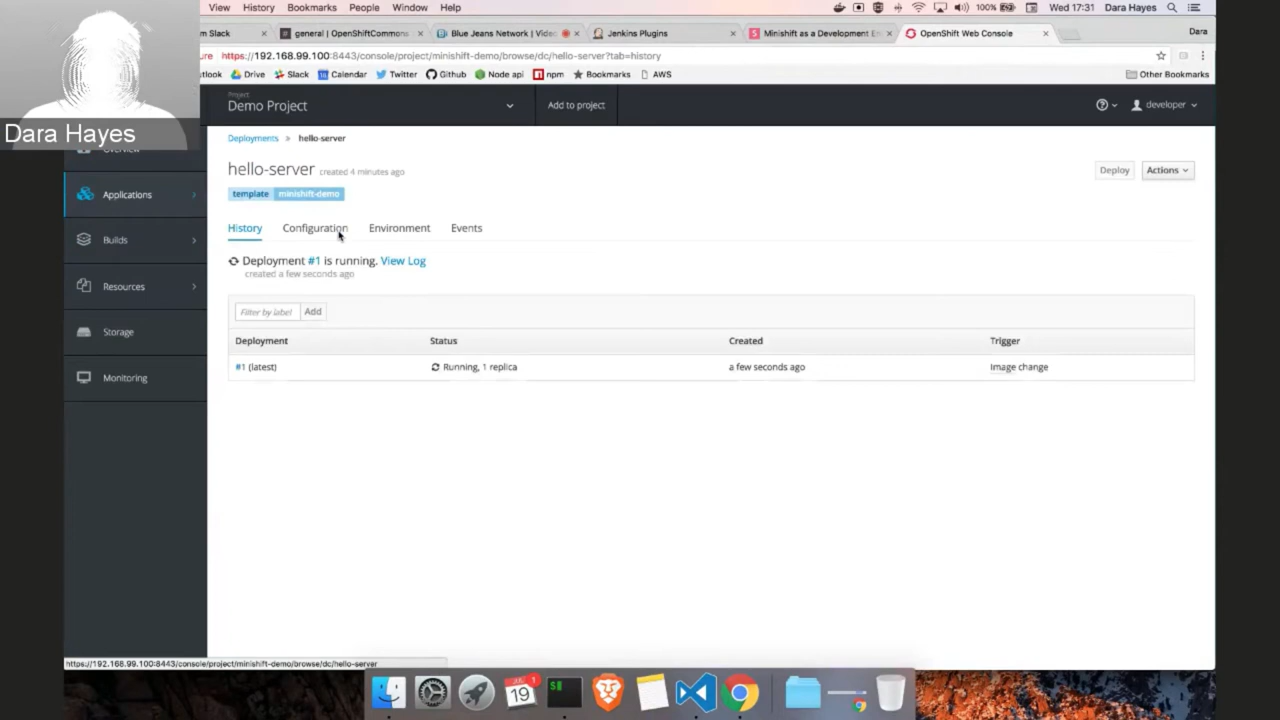 View History Bookmarks People Window Help 100% Wed 17:31 Dara Hayes
m Slack general | OpenShiftCommons Blue Jeans Network | Video Jenkins Plugins Minishift as a Development E OpenShift Web Console Dara
ure https://192.168.99.100:8443/console/project/minishift-demo/browse/dc/hello-server?tab=history
utlook Drive Slack Calendar Twitter Github Node api npm Bookmarks AWS Other Bookmarks
Dara Hayes
Project
Demo Project
Add to project
developer
Overview
Applications
Builds
Resources
Storage
Monitoring
Deployments » hello-server
hello-server created 4 minutes ago
Deploy Actions
template minishift-demo
History Configuration Environment Events
Deployment #1 is running. View Log
created a few seconds ago
Filter by label Add
Deployment Status Created Trigger
#1 (latest) Running, 1 replica a few seconds ago Image change
https://192.168.99.100:8443/console/project/minishift-demo/browse/dc/hello-server
19
1